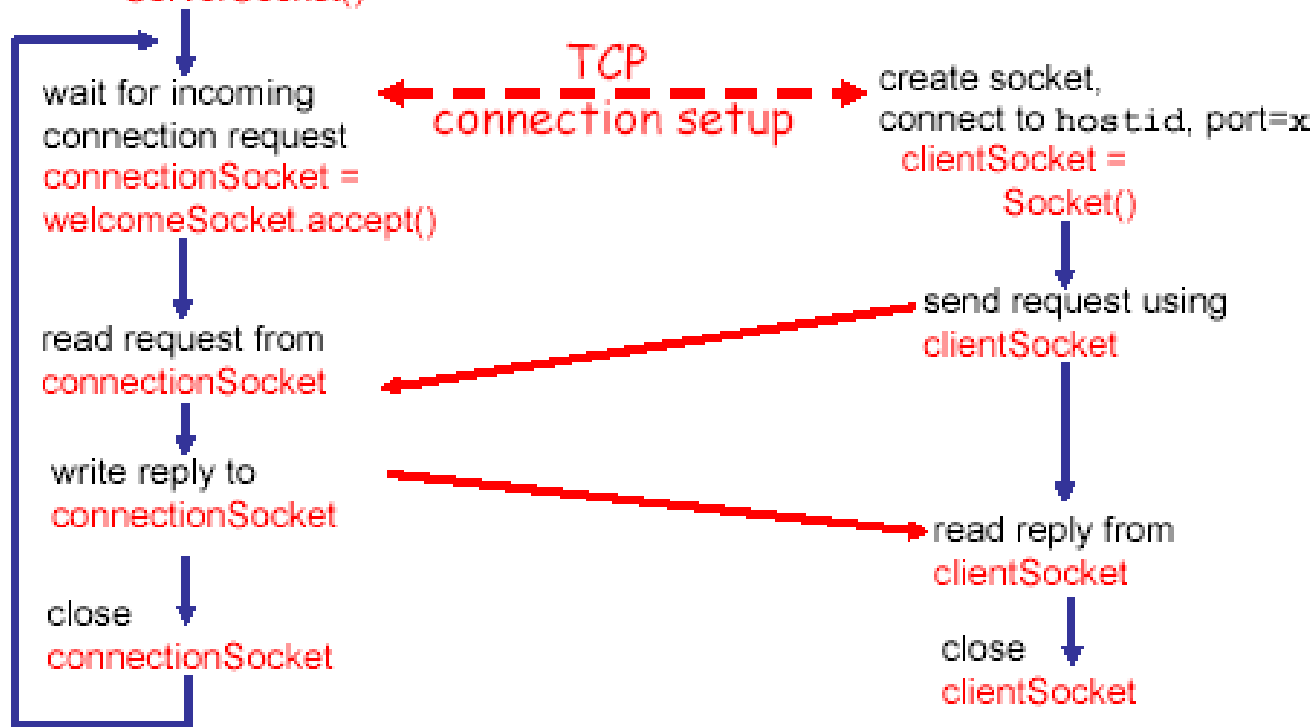 wait for incoming
connection request
connectionSocket =
welcomeSocket.accept()
TCP
connection setup
create socket,
connect to hostid, port=x
clientSocket =
Socket()
send request using
clientSocket
read request from
connectionSocket
write reply to
connectionSocket
read reply from
clientSocket
close
connectionSocket
close
clientSocket